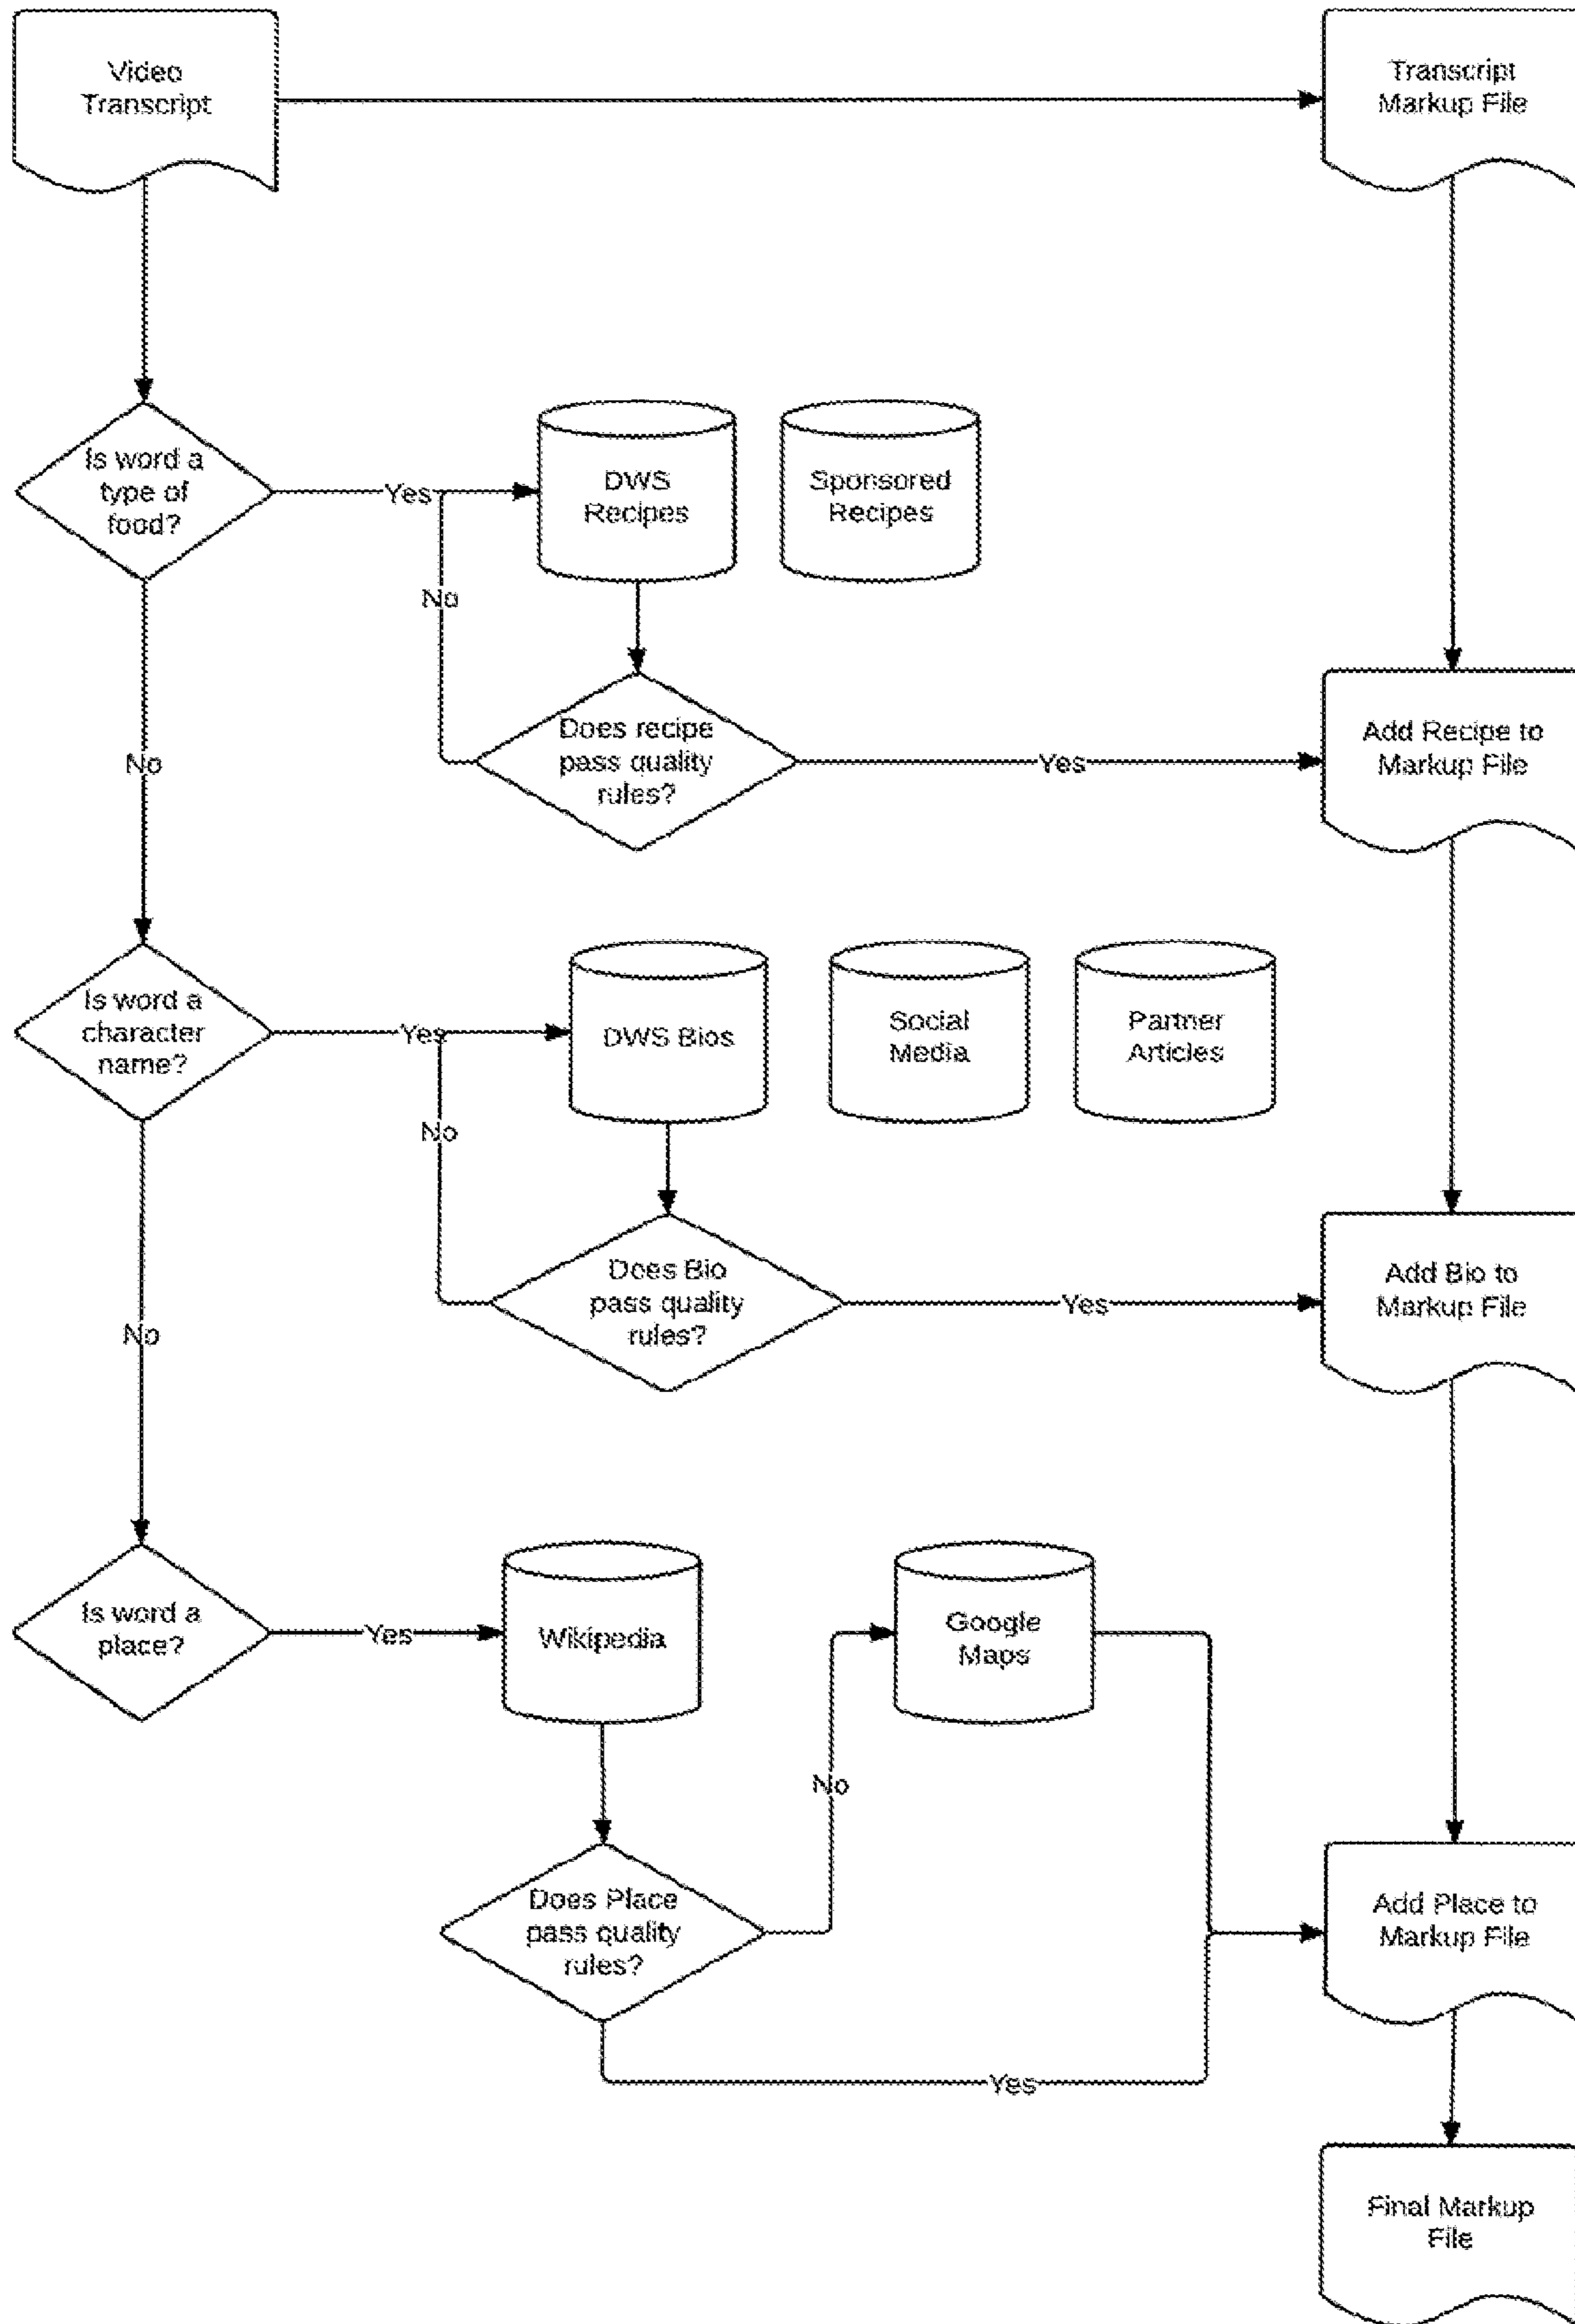 Video
Transcript
Transcript
Markup File
Is word a
type of
food?
Yes
DWS
Recipes
Sponsored
Recipes
No
No
Does recipe
pass quality
rules?
Yes
Add Recipe to
Markup File
Is word a
character
name?
Yes
DWS Bios
Social
Media
Partner
Articles
No
No
Does Bio
pass quality
rules?
Yes
Add Bio to
Markup File
Is word a
place?
Yes
Wikipedia
Google
Maps
No
Does Place
pass quality
rules?
Add Place to
Markup File
Yes
Final Markup
File